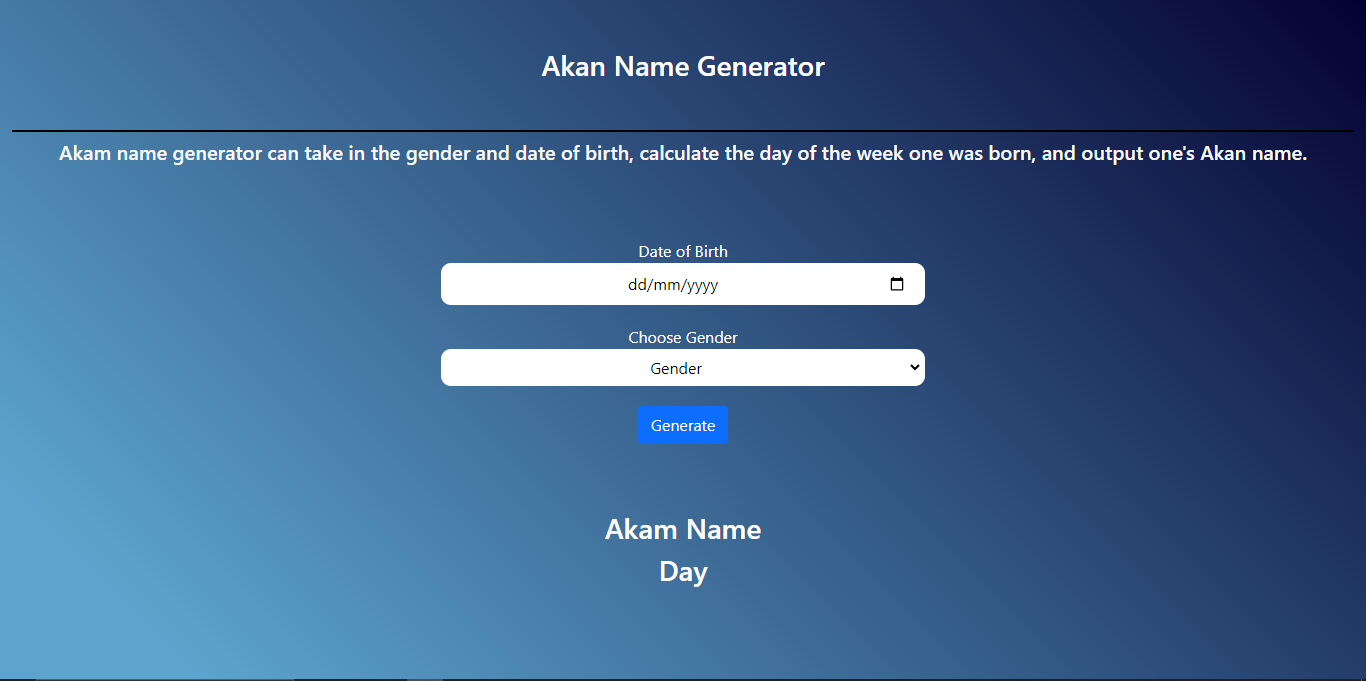 Akan Name Generator
Akam name generator can take in the gender and date of birth, calculate the day of the week one was born, and output one's Akan name.
Date of Birth
dd/mm/yyyy
Choose Gender
Gender
Generate
Akam Name
Day